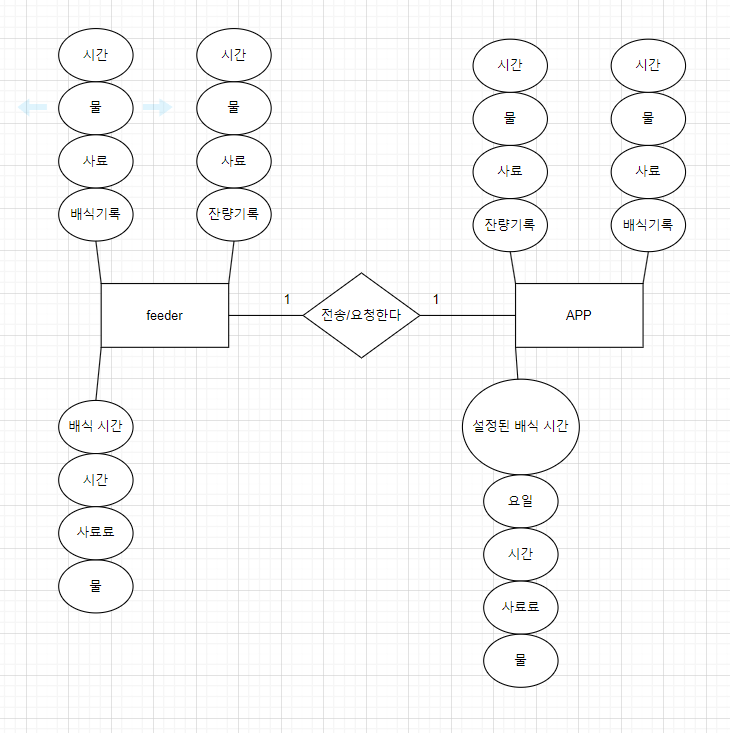 시간
물
사료
배식기록
시간
물
사료
잔량기록
시간
물
사료
잔량기록
시간
물
사료
배식기록
feeder
1
전송/요청한다
1
APP
배식 시간
시간
사료료
물
설정된 배식 시간
요일
시간
사료료
물